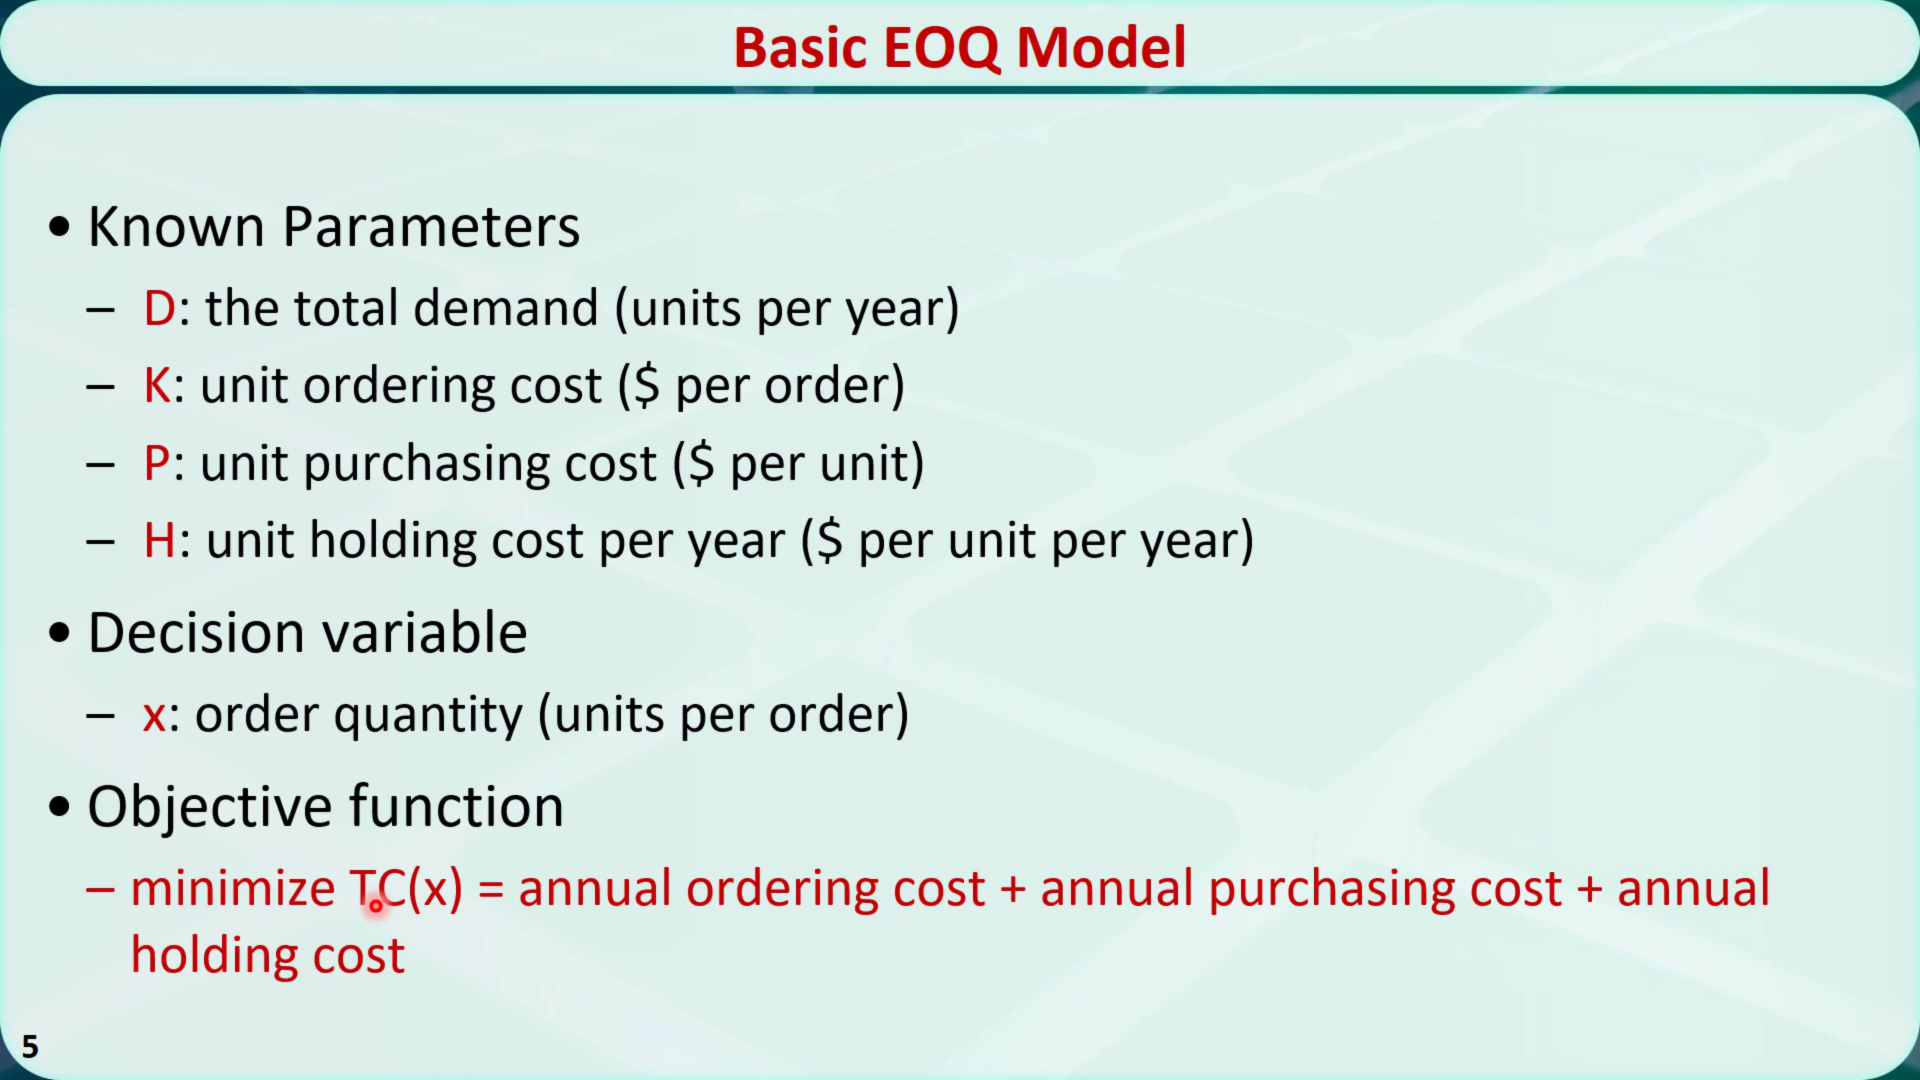 Basic EOQ Model
• Known Parameters
– D: the total demand (units per year)
– K: unit ordering cost ($ per order)
– P: unit purchasing cost ($ per unit)
– H: unit holding cost per year ($ per unit per year)
• Decision variable
– x: order quantity (units per order)
• Objective function
– minimize TC(x) = annual ordering cost + annual purchasing cost + annual
holding cost
5